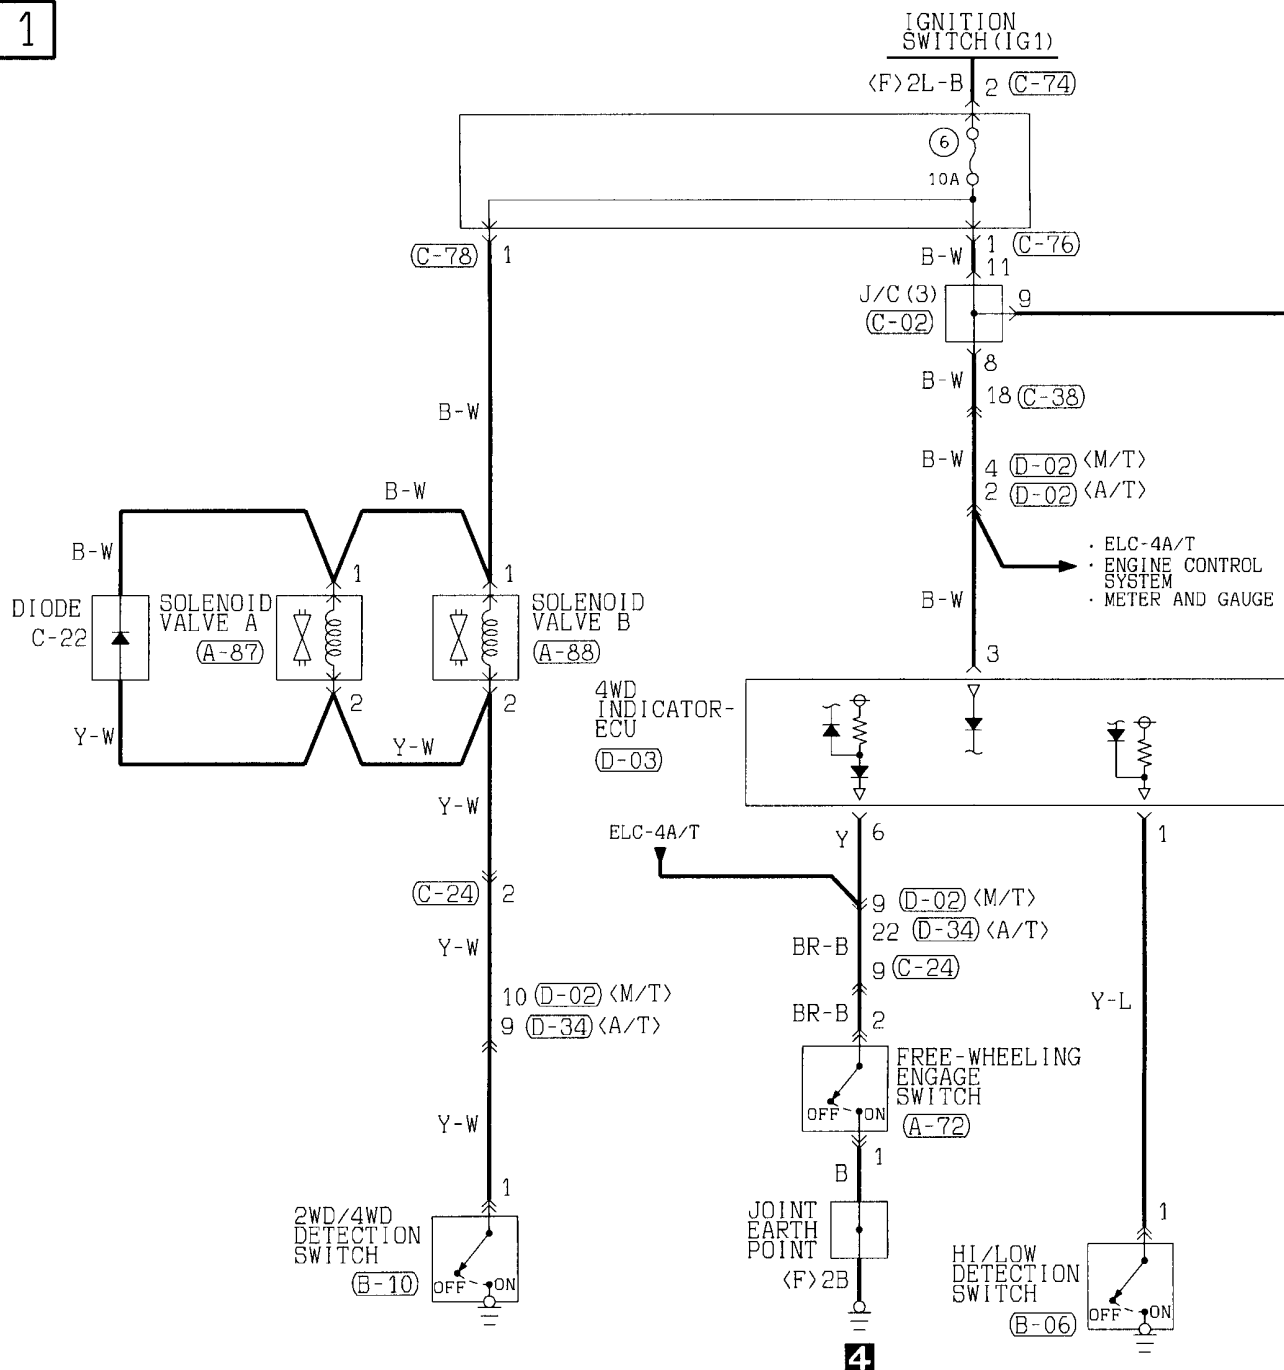 1
IGNITION
SWITCH(IG1)
<F>2L-B 2 (C-74)
6
10A
(C-78) 1
B-W 1 (C-76)
11
J/C(3) 9
(C-02)
8
B-W 18 (C-38)
B-W
B-W 4 (D-02)<M/T>
2 (D-02)<A/T>
B-W
B-W
· ELC-4A/T
· ENGINE CONTROL
SYSTEM
· METER AND GAUGE
1 1
DIODE
C-22
SOLENOID
VALVE A
(A-87)
SOLENOID
VALVE B
(A-88)
B-W
3
2 2
Y-W
Y-W
4WD
INDICATOR-
ECU
(D-03)
Y-W
ELC-4A/T
Y 6
1
(C-24) 2
9 (D-02)<M/T>
22 (D-34)<A/T>
Y-W
BR-B
9 (C-24)
10 (D-02)<M/T>
9 (D-34)<A/T>
BR-B 2
Y-L
FREE-WHEELING
ENGAGE
SWITCH
(A-72)
OFF ON
Y-W
1
B
1
2WD/4WD
DETECTION
SWITCH
(B-10)
OFF ON
JOINT
EARTH
POINT
<F>2B
1
HI/LOW
DETECTION
SWITCH
(B-06)
OFF ON
4